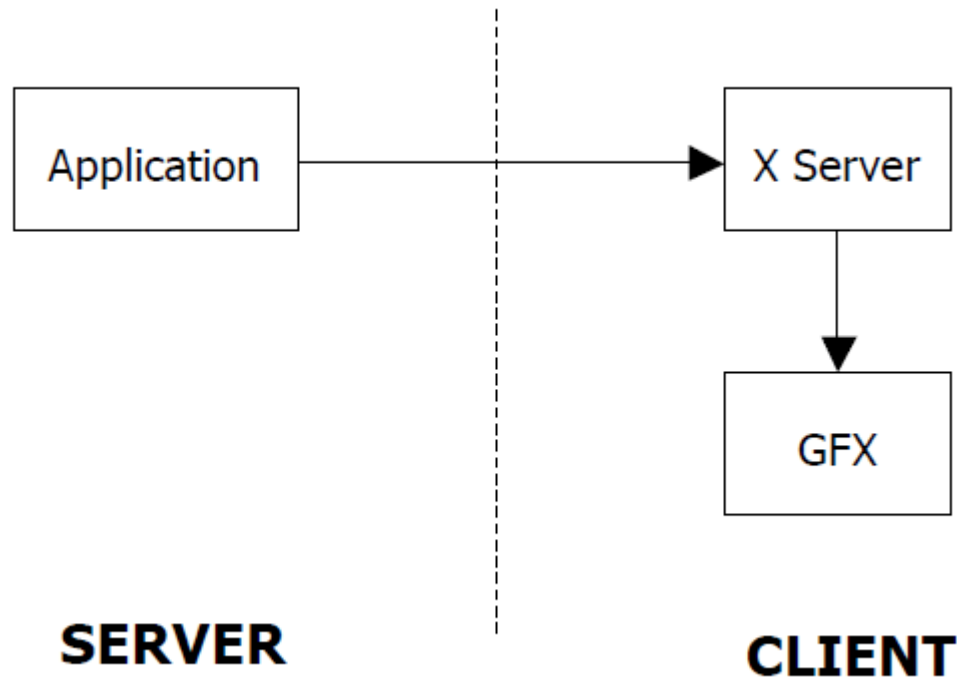 Application
X Server
GFX
SERVER
CLIENT